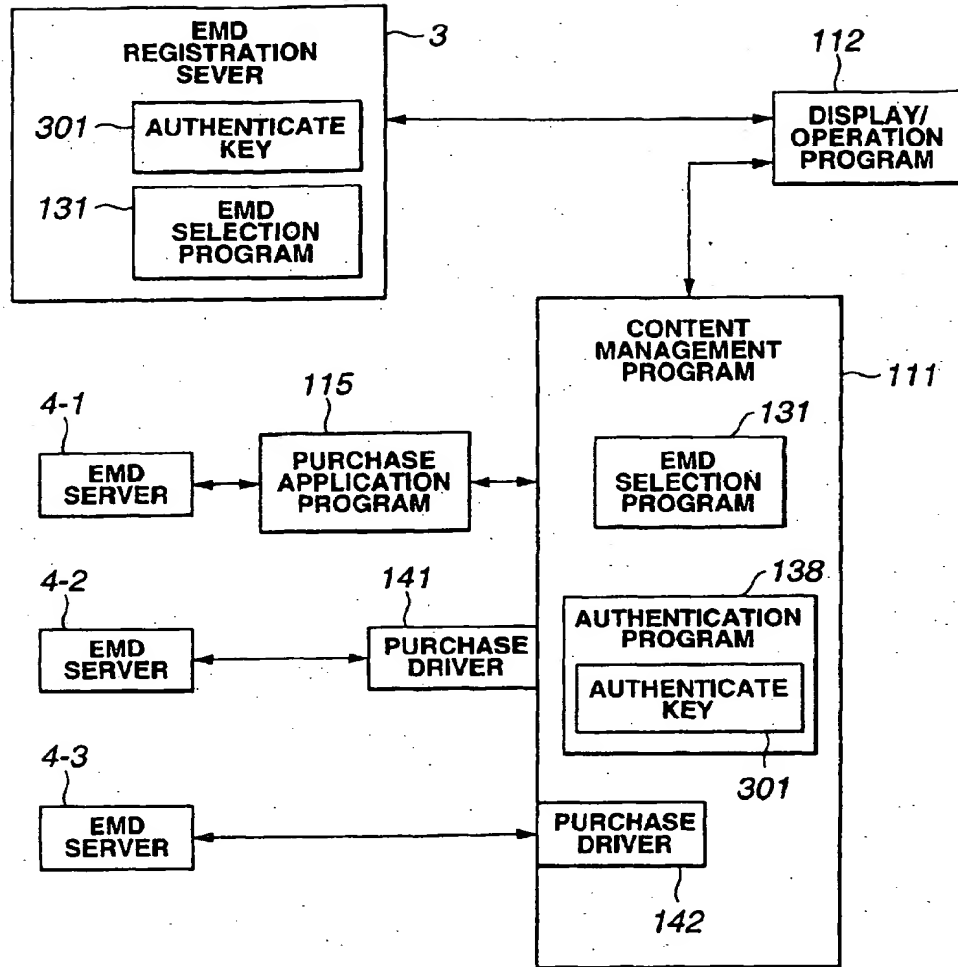 EMD
REGISTRATION
SEVER
3
301
AUTHENTICATE
KEY
131
EMD
SELECTION
PROGRAM
112
DISPLAY/
OPERATION
PROGRAM
CONTENT
MANAGEMENT
PROGRAM
111
4-1
EMD
SERVER
115
PURCHASE
APPLICATION
PROGRAM
131
EMD
SELECTION
PROGRAM
4-2
EMD
SERVER
141
PURCHASE
DRIVER
138
AUTHENTICATION
PROGRAM
AUTHENTICATE
KEY
301
4-3
EMD
SERVER
PURCHASE
DRIVER
142